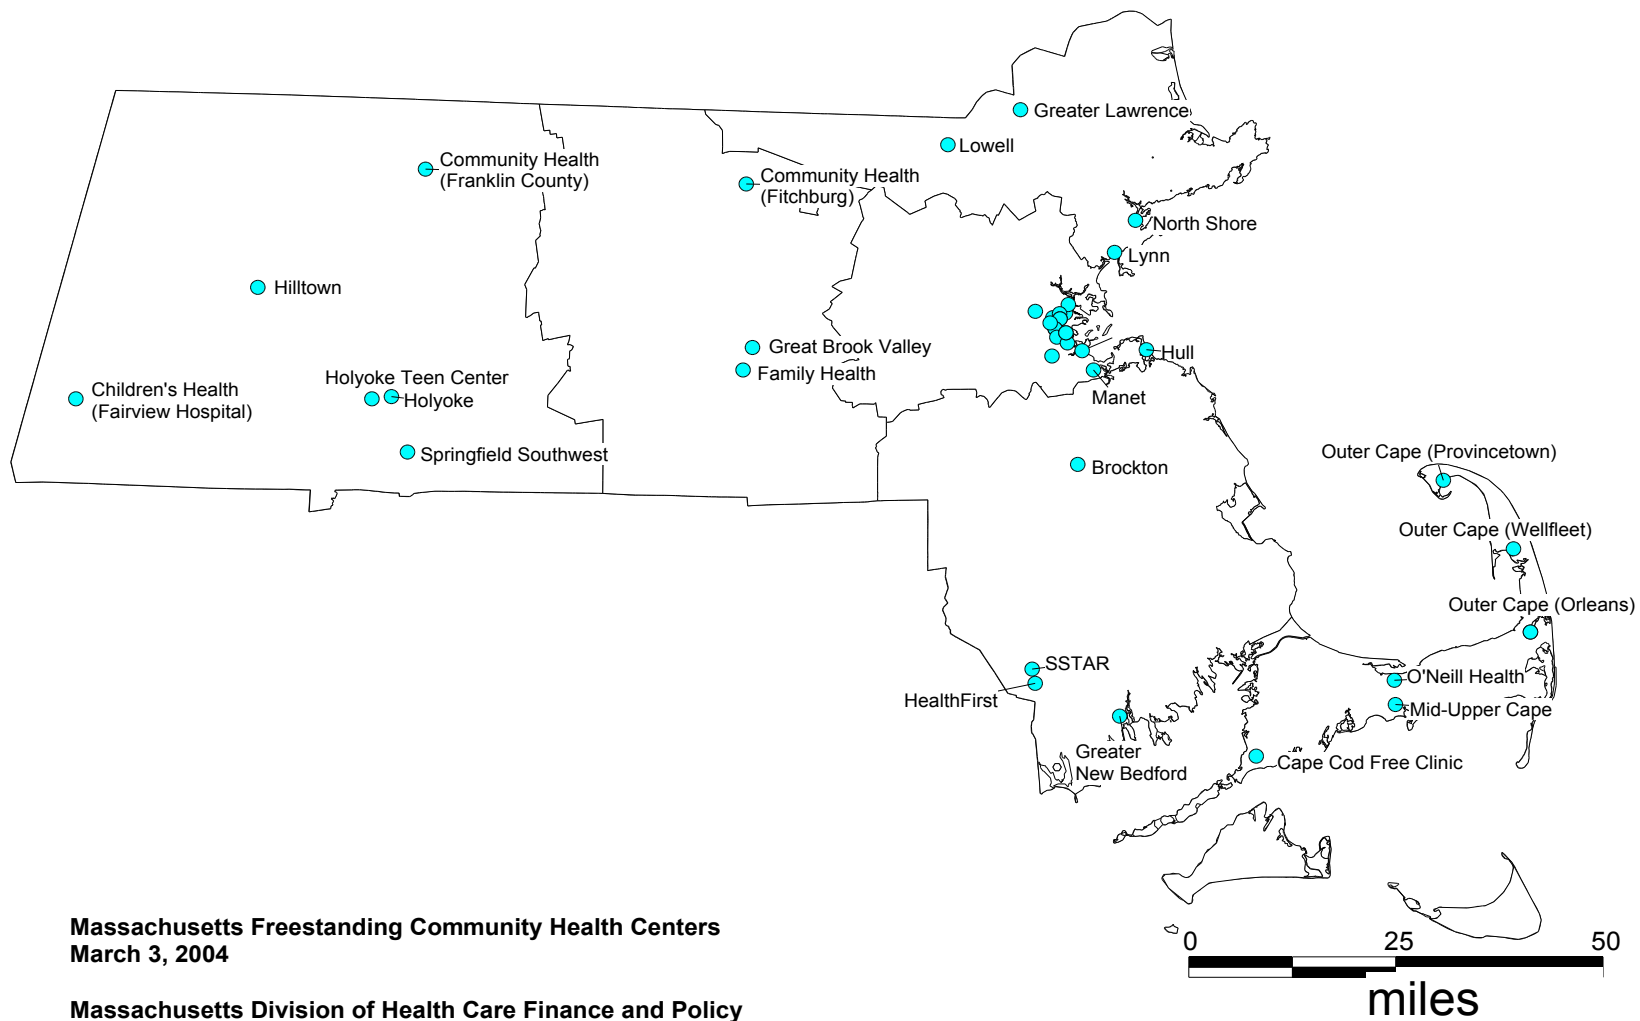 Greater Lawrence
Lowell
Community Health
(Franklin County)
Community Health
(Fitchburg)
North Shore
Lynn
Hilltown
Great Brook Valley
Family Health
Hull
Manet
Children's Health
(Fairview Hospital)
Holyoke Teen Center
Holyoke
Springfield Southwest
Brockton
Outer Cape (Provincetown)
Outer Cape (Wellfleet)
Outer Cape (Orleans)
SSTAR
HealthFirst
O'Neill Health
Mid-Upper Cape
Greater
New Bedford
Cape Cod Free Clinic
Massachusetts Freestanding Community Health Centers
March 3, 2004
Massachusetts Division of Health Care Finance and Policy
0 25 50
miles